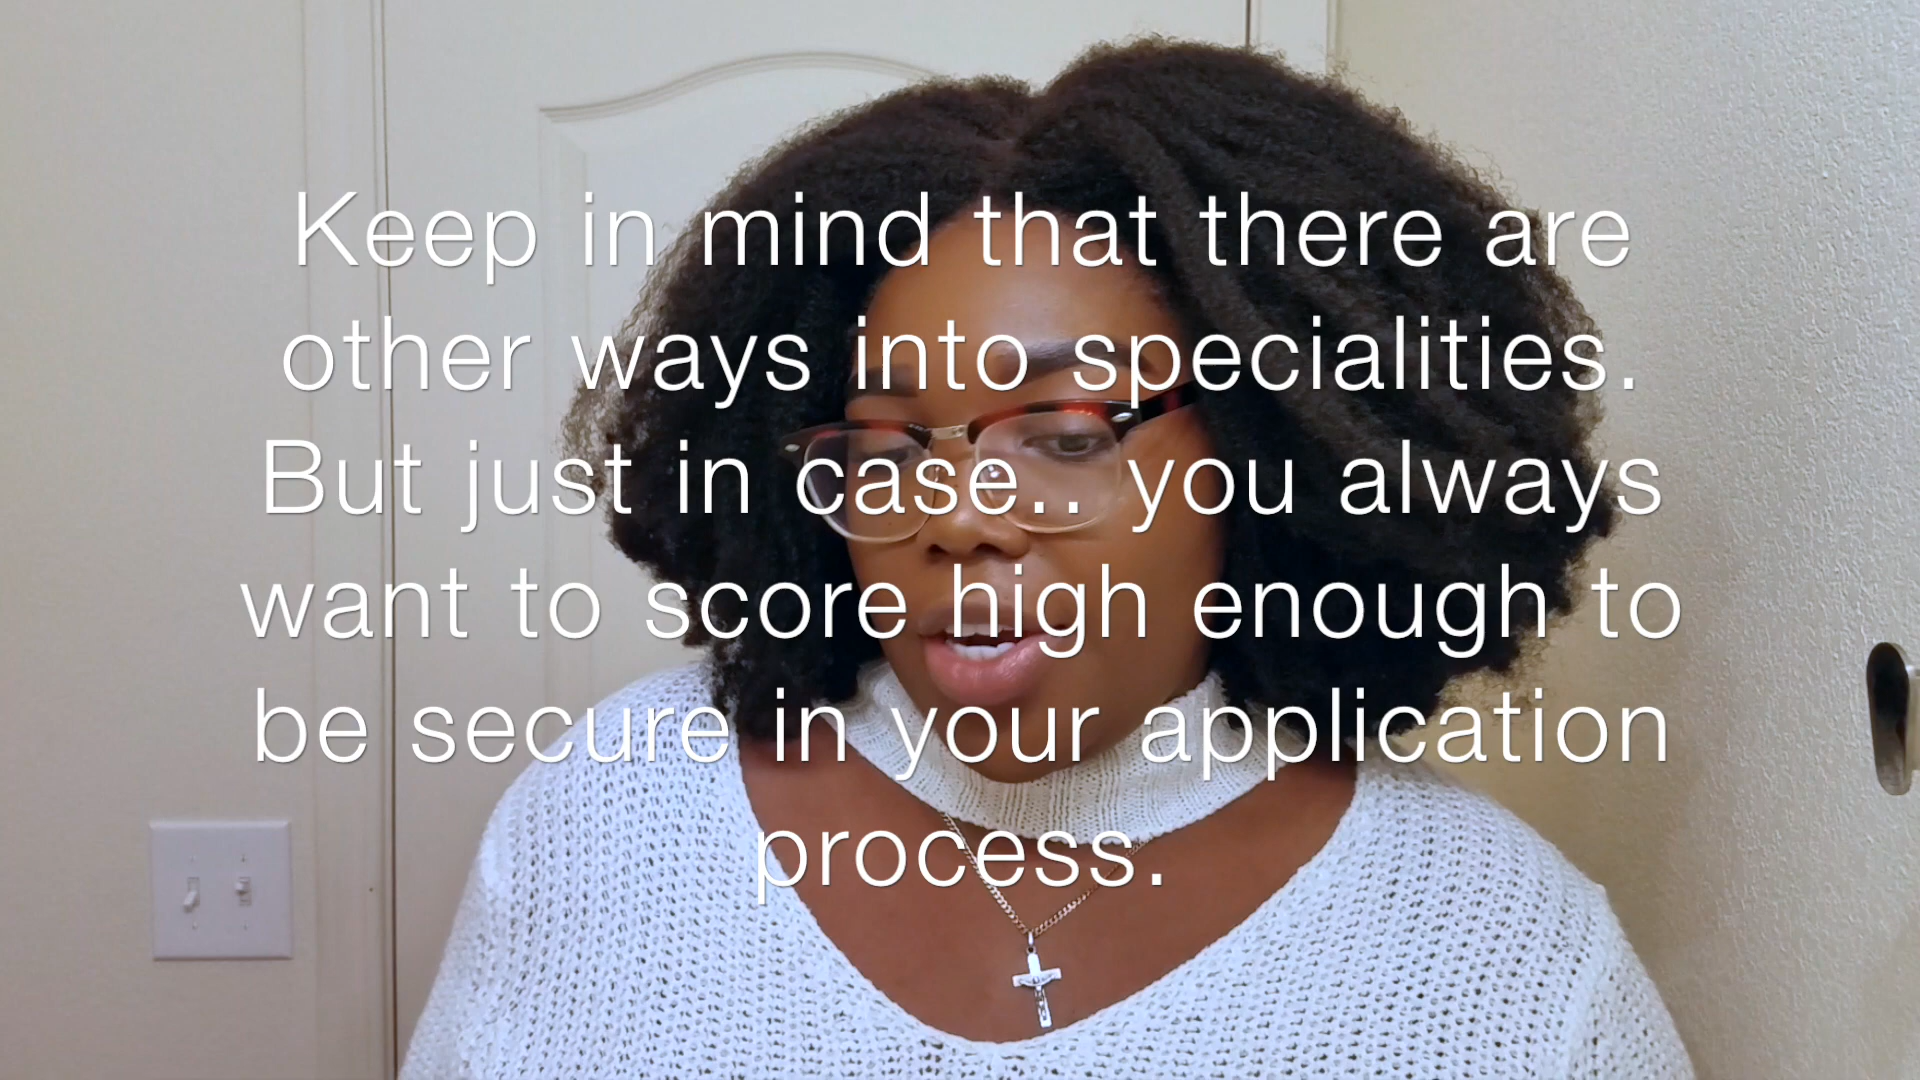 Keep in mind that there are
other ways into specialities.
But just in case.. you always
want to score high enough to
be secure in your application
process.